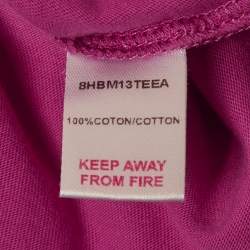 8HBM13TEEA
100%COTON/COTTON
KEEP AWAY
FROM FIRE